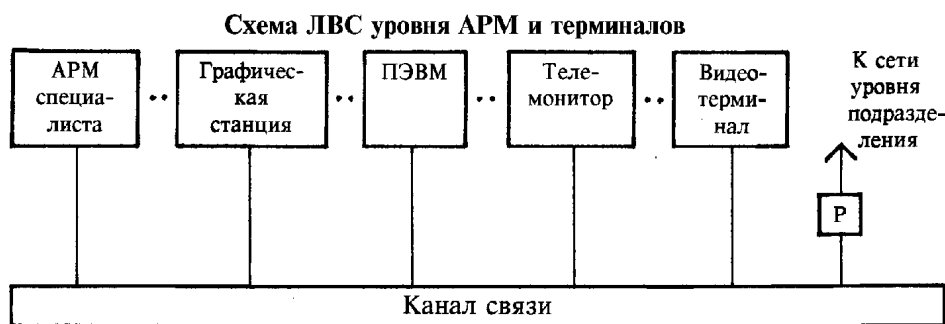 Схема ЛВС уровня АРМ и терминалов
АРМ
специа-
листа
Графичес-
кая
станция
ПЭВМ
Теле-
монитор
Видео-
терми-
нал
К сети
уровня
подразде-
ления
Р
Канал связи